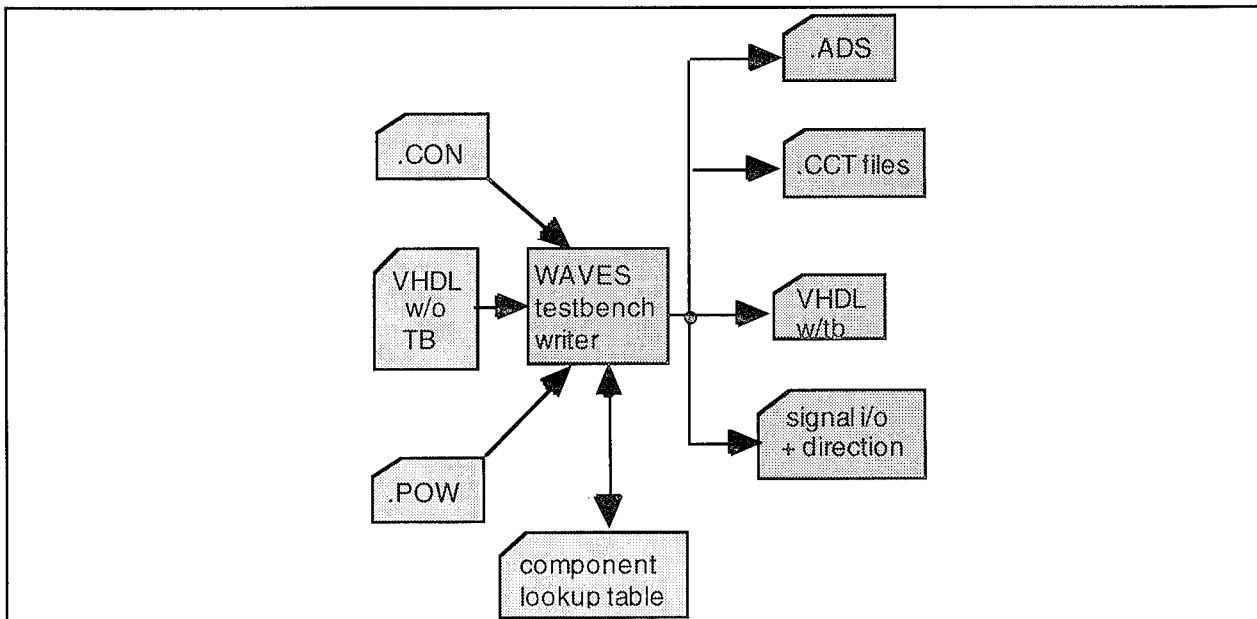 .ADS
.CON
.CCT files
VHDL
w/o
TB
WAVES
testbench
writer
VHDL
w/tb
signal i/o
+ direction
.POW
component
lookup table